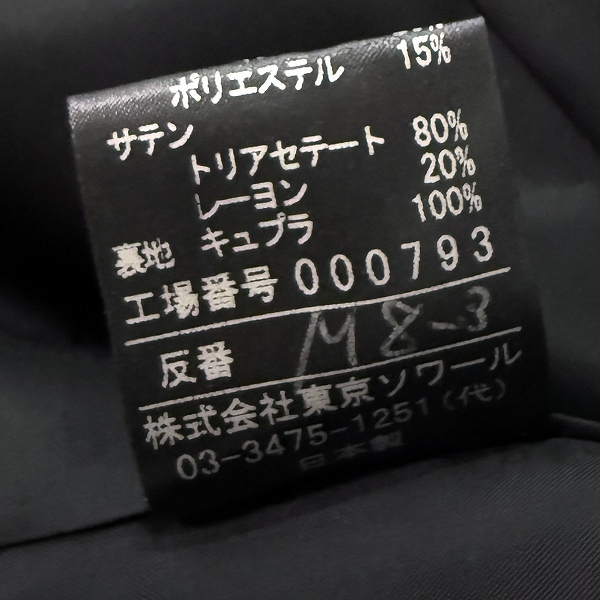 ポリエステル 15%
サテン
トリアセテート 80%
レーヨン 20%
裏地 キュプラ 100%
工場番号 000793
反番 M8-3
株式会社東京ソワール
03-3475-1251(代)
日本製